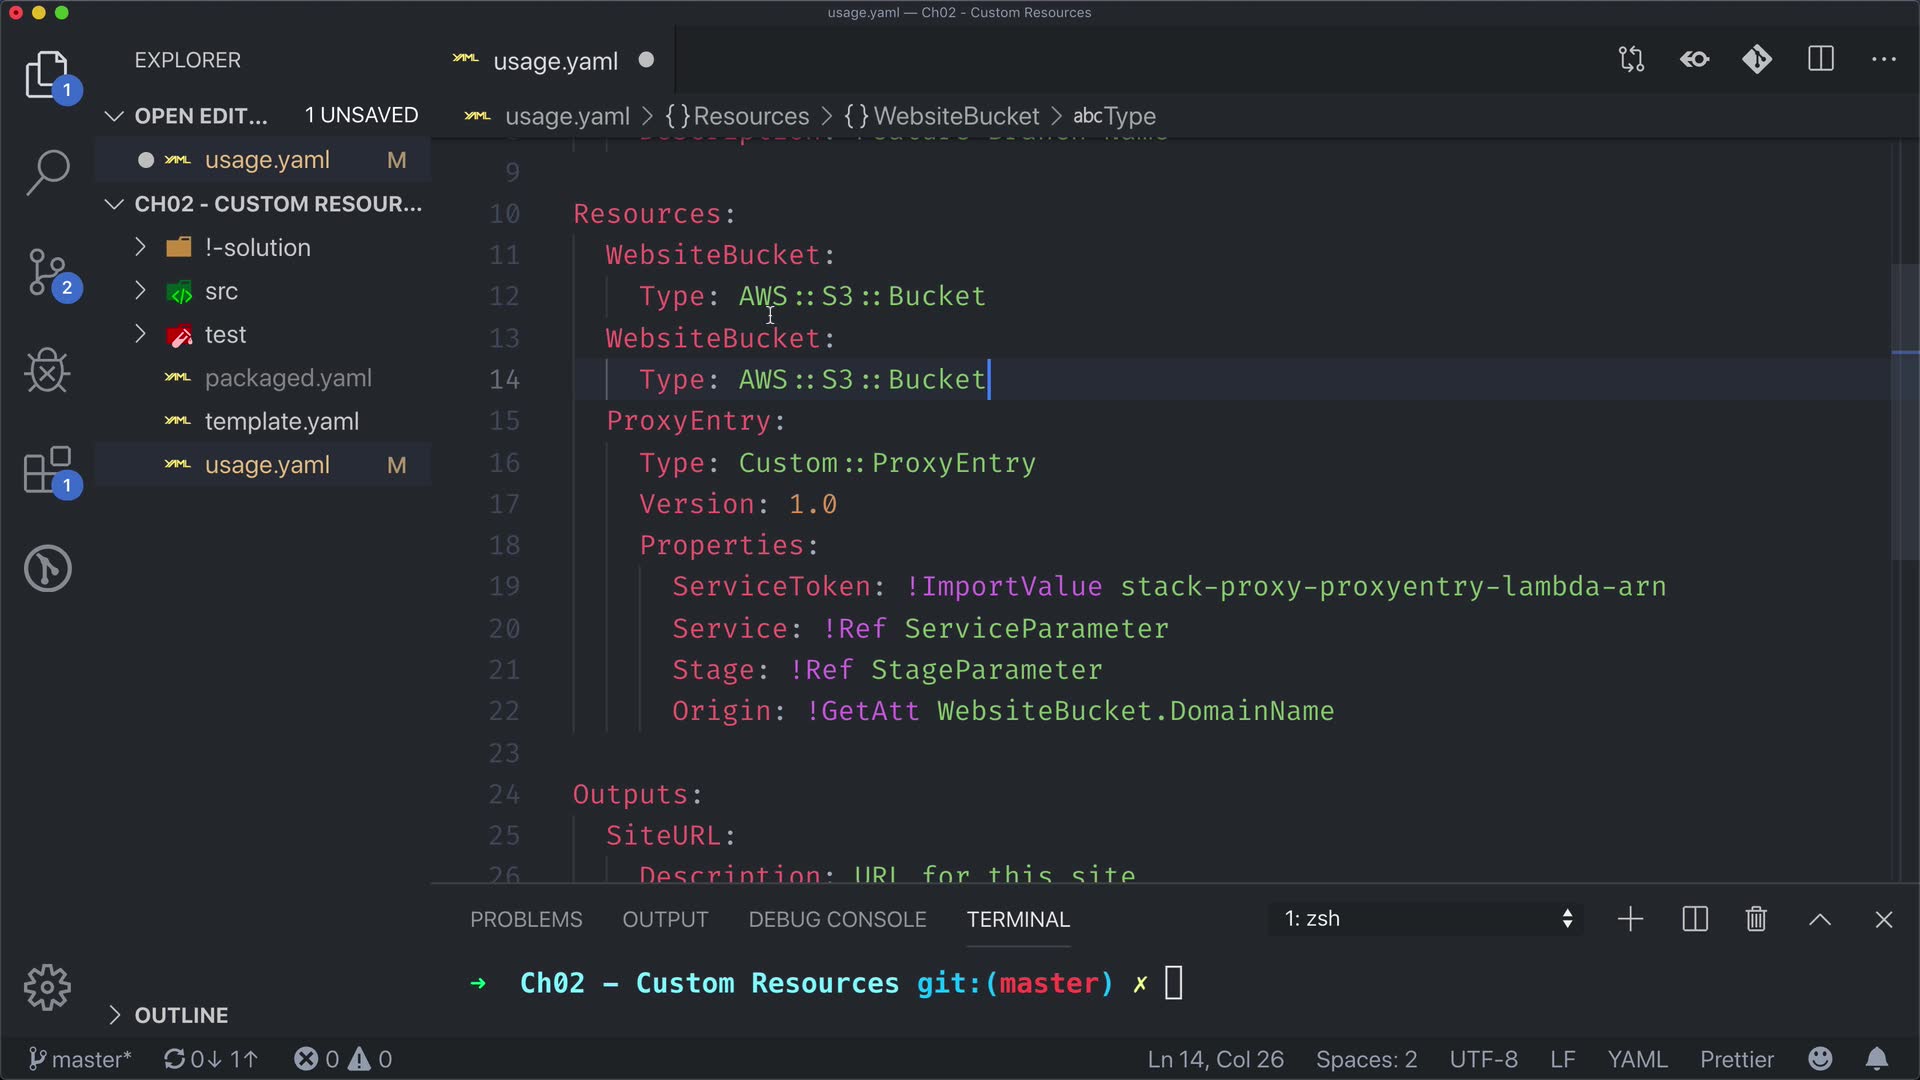 usage.yaml — Ch02 - Custom Resources
EXPLORER
OPEN EDIT... 1 UNSAVED
usage.yaml M
CH02 - CUSTOM RESOUR...
!-solution
src
test
packaged.yaml
template.yaml
usage.yaml M
OUTLINE
1
2
1
usage.yaml
usage.yaml > {} Resources > {} WebsiteBucket > abc Type
Description: Feature Branch Name
9
10 Resources:
11 WebsiteBucket:
12 Type: AWS::S3::Bucket
13 WebsiteBucket:
14 Type: AWS::S3::Bucket
15 ProxyEntry:
16 Type: Custom::ProxyEntry
17 Version: 1.0
18 Properties:
19 ServiceToken: !ImportValue stack-proxy-proxyentry-lambda-arn
20 Service: !Ref ServiceParameter
21 Stage: !Ref StageParameter
22 Origin: !GetAtt WebsiteBucket.DomainName
23
24 Outputs:
25 SiteURL:
26 Description: URL for this site
PROBLEMS OUTPUT DEBUG CONSOLE TERMINAL 1: zsh
➜ Ch02 - Custom Resources git:(master) ✗
master* 0↓ 1↑ 0 0 Ln 14, Col 26 Spaces: 2 UTF-8 LF YAML Prettier